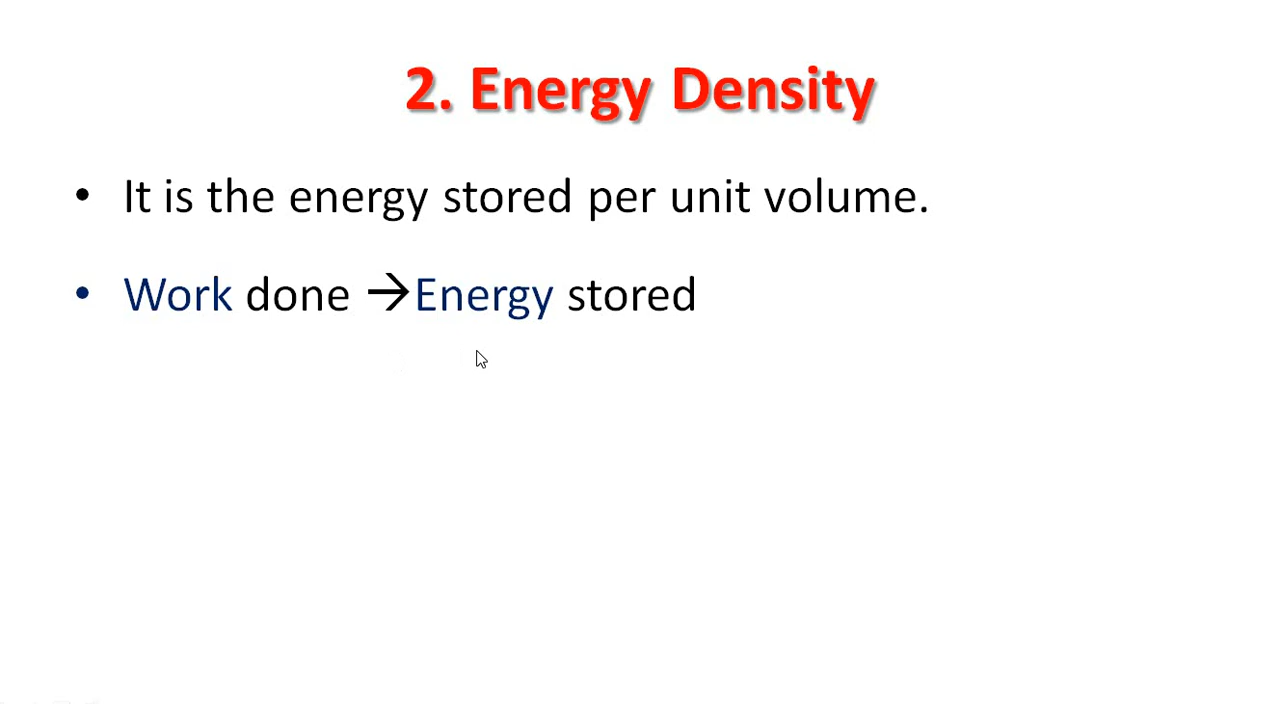 2. Energy Density
• It is the energy stored per unit volume.
• Work done →Energy stored